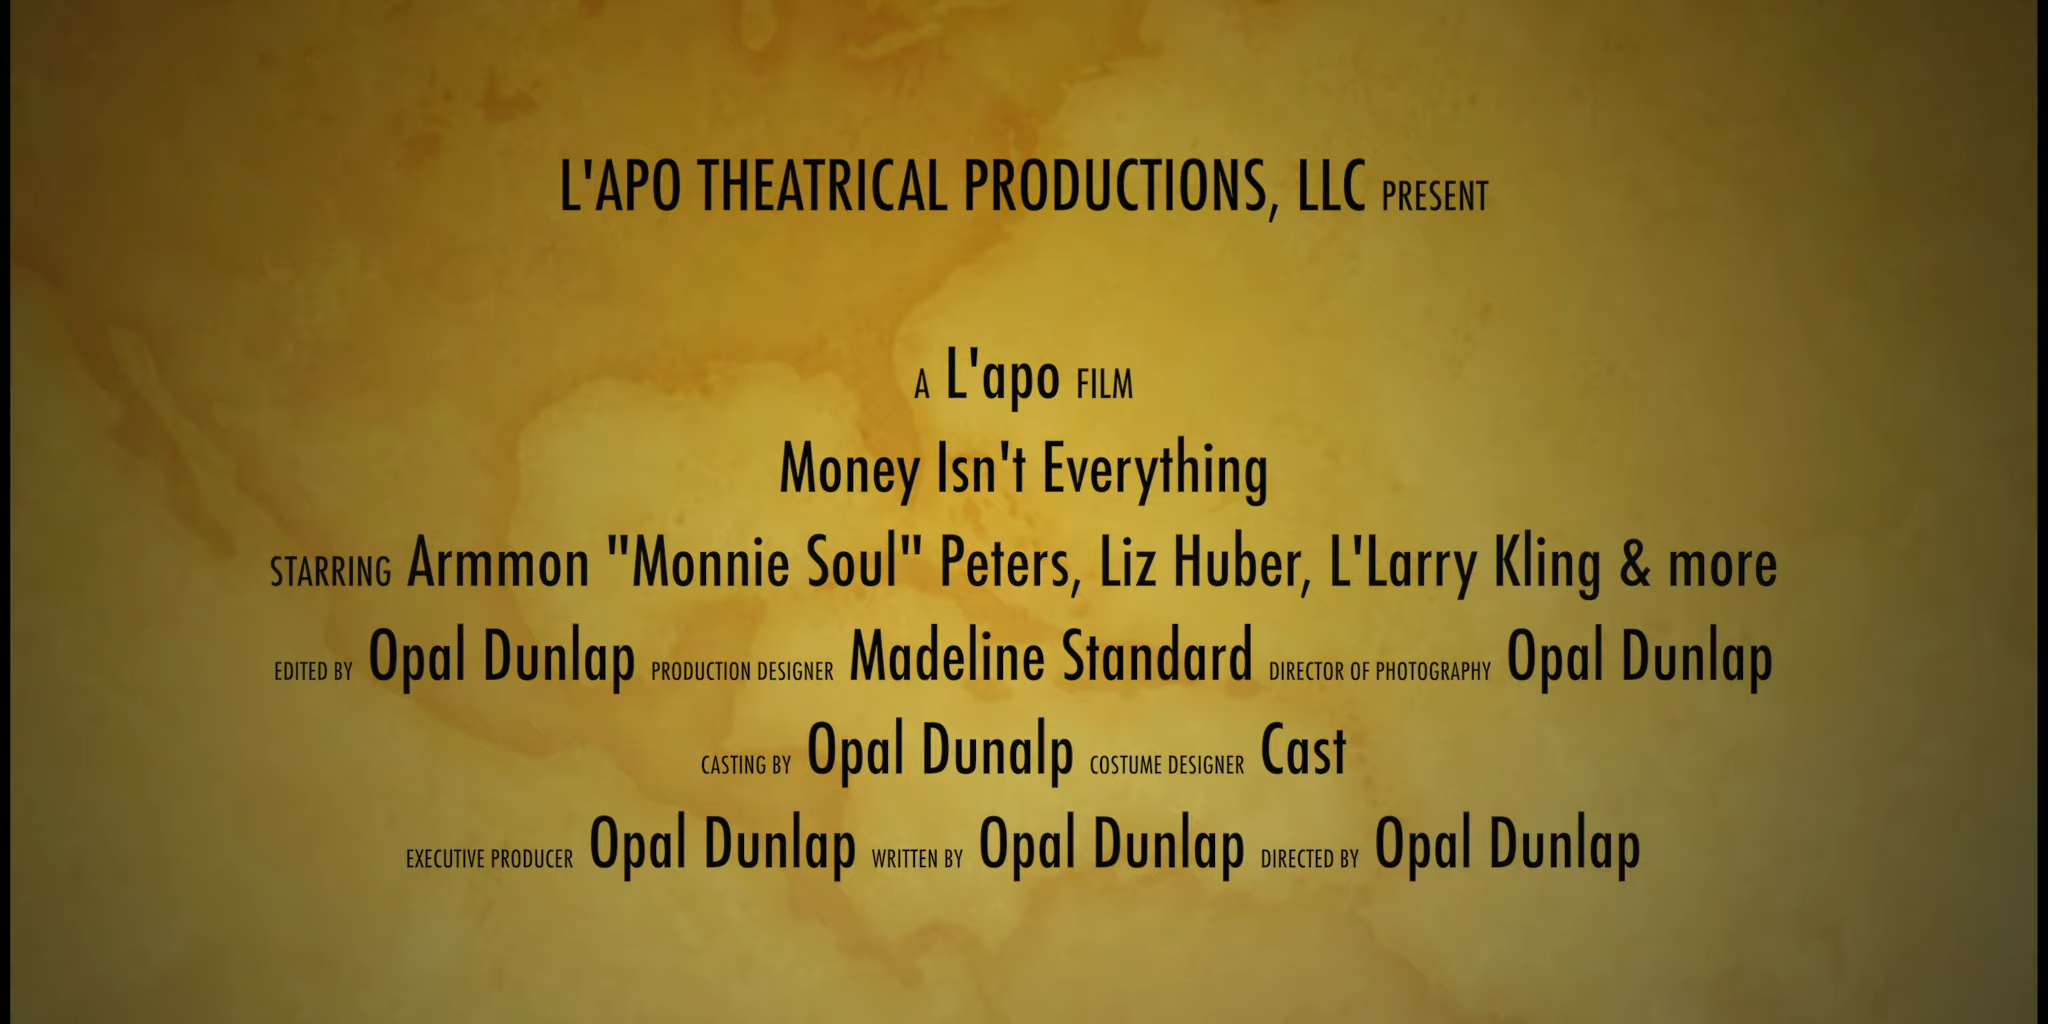 L'APO THEATRICAL PRODUCTIONS, LLC PRESENT
A L'apo FILM
Money Isn't Everything
STARRING Armmon "Monnie Soul" Peters, Liz Huber, L'Larry Kling & more
EDITED BY Opal Dunlap PRODUCTION DESIGNER Madeline Standard DIRECTOR OF PHOTOGRAPHY Opal Dunlap
CASTING BY Opal Dunalp COSTUME DESIGNER Cast
EXECUTIVE PRODUCER Opal Dunlap WRITTEN BY Opal Dunlap DIRECTED BY Opal Dunlap